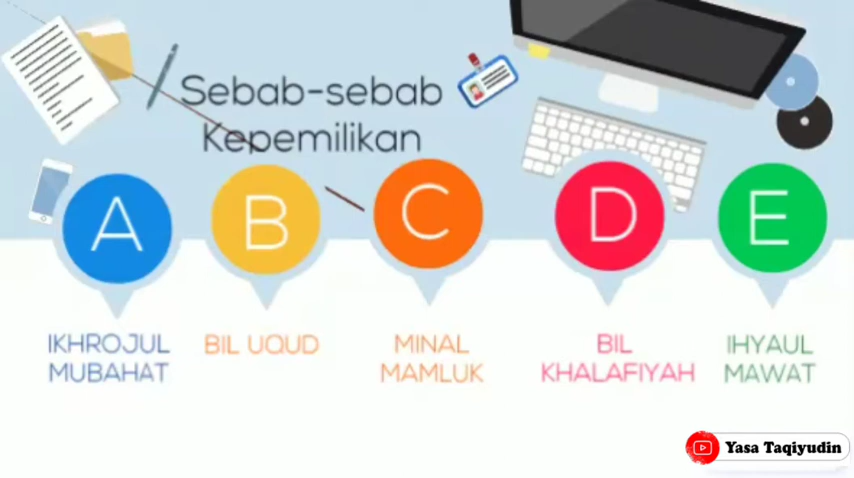 Sebab-sebab
Kepemilikan
A
B
C
D
E
IKHROJUL
MUBAHAT
BIL UQUD
MINAL
MAMLUK
BIL
KHALAFIYAH
IHYAUL
MAWAT
Yasa Taqiyudin